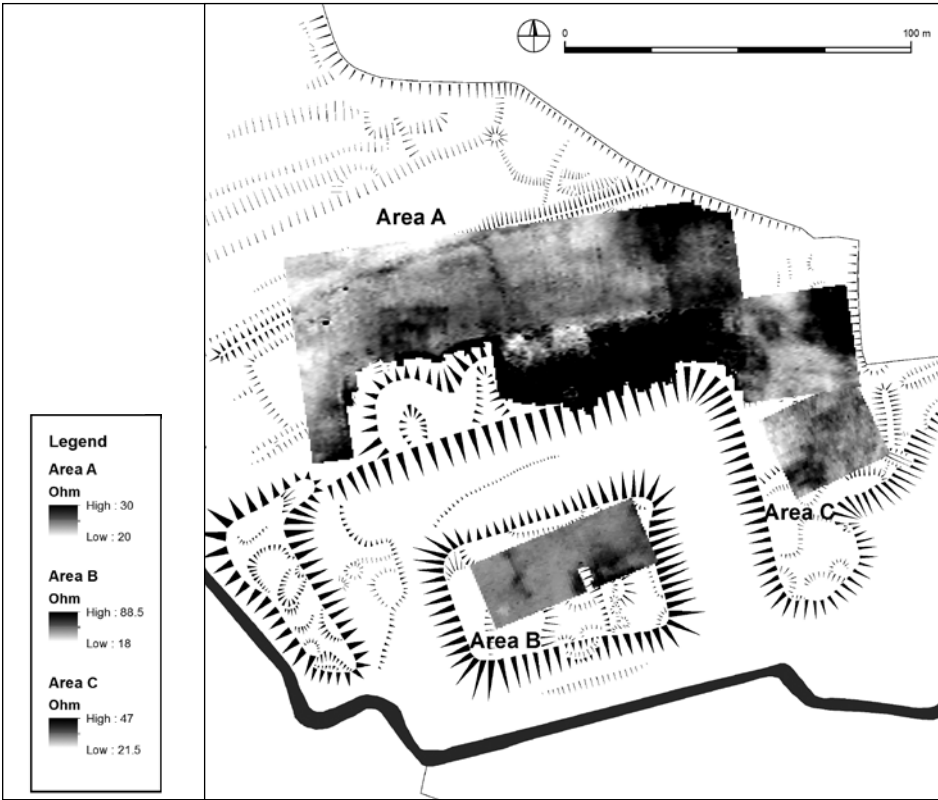 0 100 m
Area A
Area C
Area B
Legend
Area A
Ohm
High : 30
Low : 20
Area B
Ohm
High : 88.5
Low : 18
Area C
Ohm
High : 47
Low : 21.5